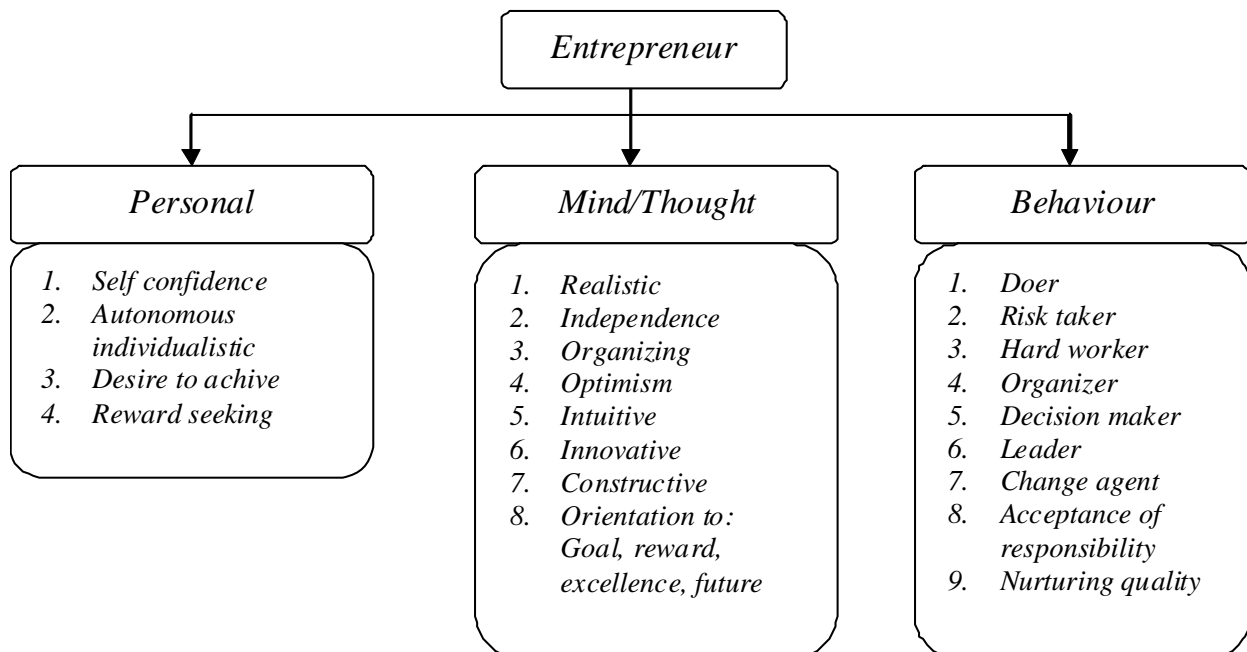 Entrepreneur
Personal
1. Self confidence
2. Autonomous
individualistic
3. Desire to achive
4. Reward seeking
Mind/Thought
1. Realistic
2. Independence
3. Organizing
4. Optimism
5. Intuitive
6. Innovative
7. Constructive
8. Orientation to:
Goal, reward,
excellence, future
Behaviour
1. Doer
2. Risk taker
3. Hard worker
4. Organizer
5. Decision maker
6. Leader
7. Change agent
8. Acceptance of
responsibility
9. Nurturing quality